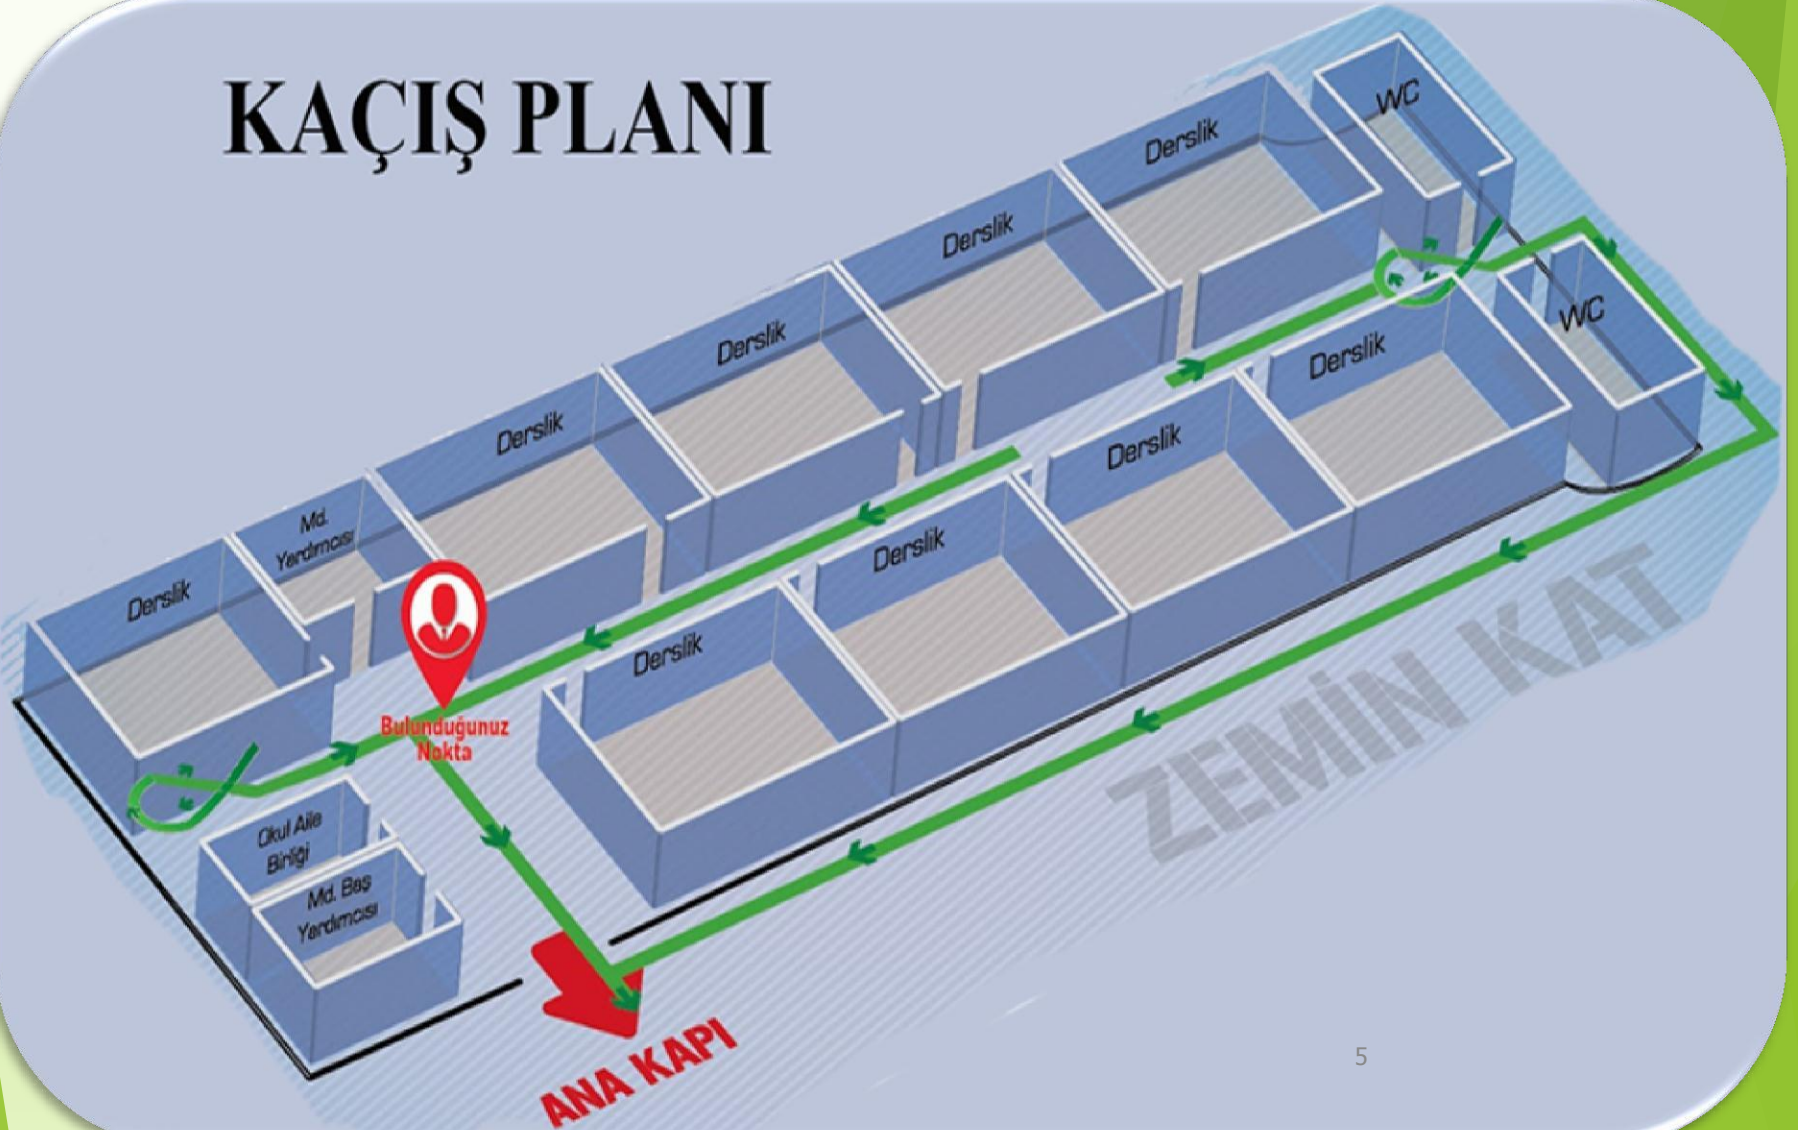 KAÇIŞ PLANI
WC
Derslik
Derslik
WC
Derslik
Derslik
Derslik
Derslik
Md.
Yardımcısı
Derslik
Derslik
Derslik
Bulunduğunuz
Nokta
Okul Aile
Birliği
Md. Baş
Yardımcısı
ZEMİN KAT
ANA KAPI
5